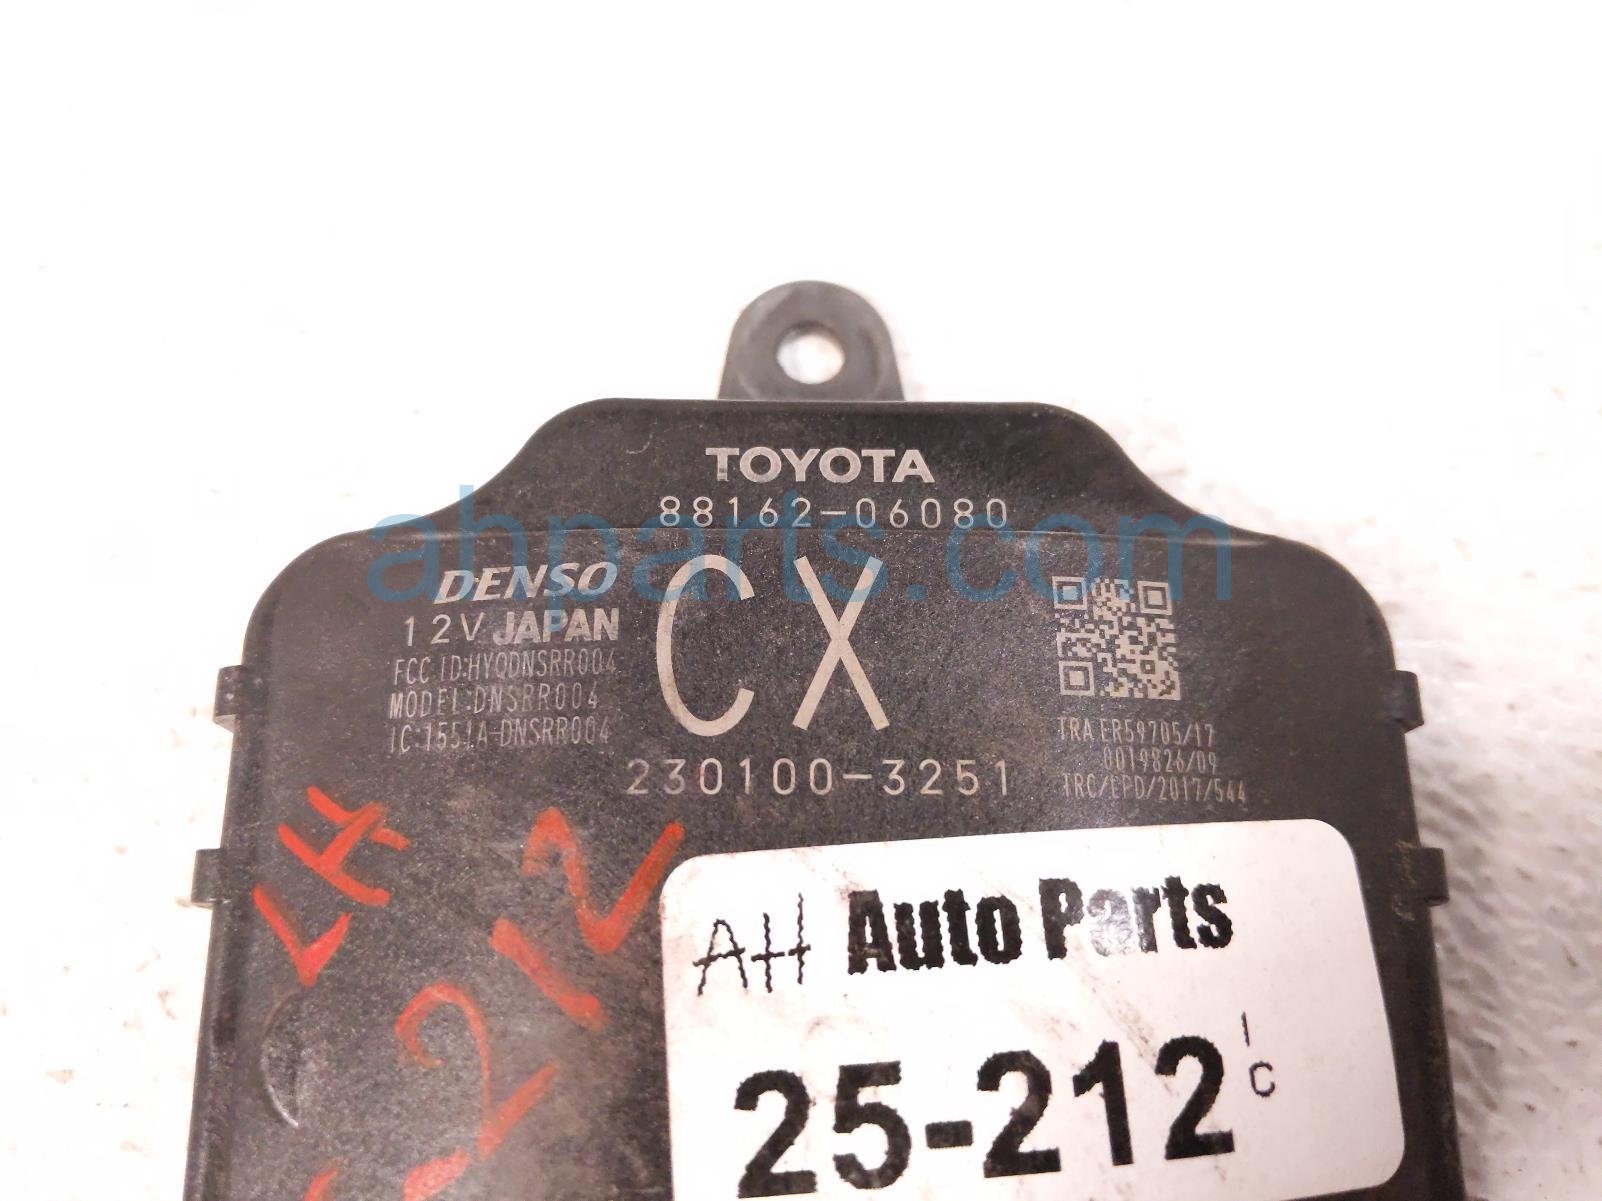 TOYOTA
88162-06080
ahparts.com
DENSO
12V JAPAN
FCC ID:HYQDNSRR004
MODEL:DNSRR004
IC:1551A-DNSRR004
CX
230100-3251
TRA ER59705/17
0019826/09
TRC/LPD/2017/544
LH
-212
AH Auto Parts
25-212
I
C